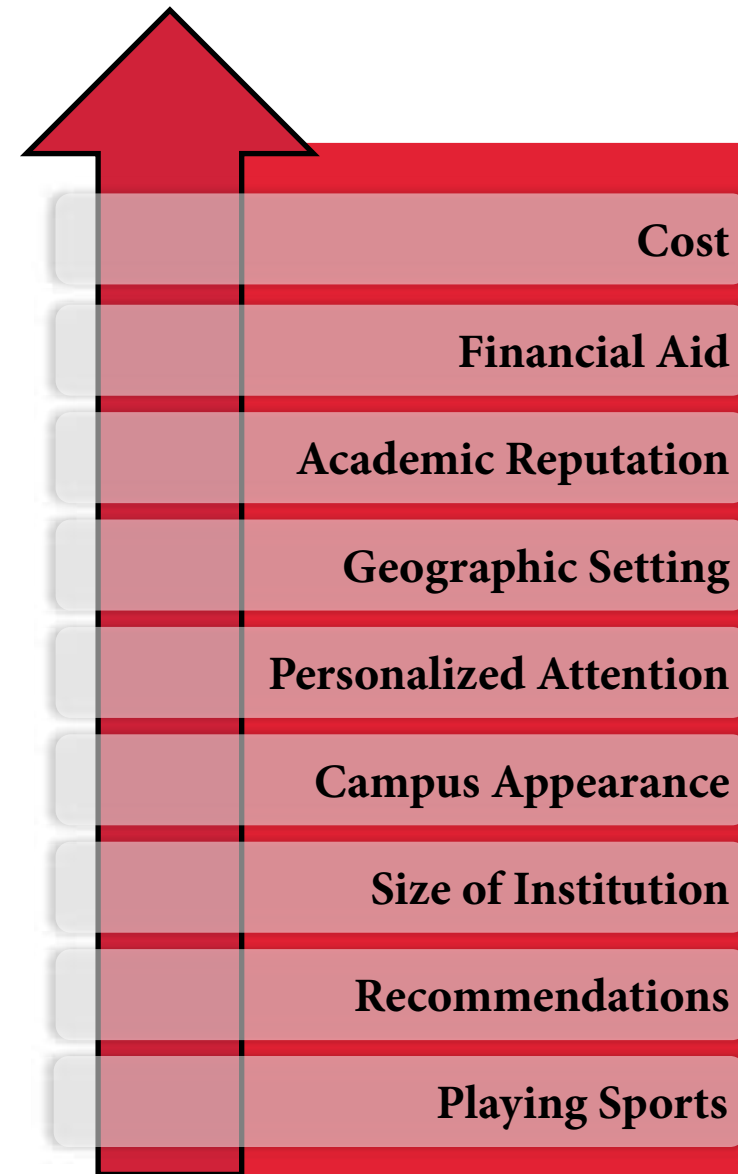 Cost
Financial Aid
Academic Reputation
Geographic Setting
Personalized Attention
Campus Appearance
Size of Institution
Recommendations
Playing Sports